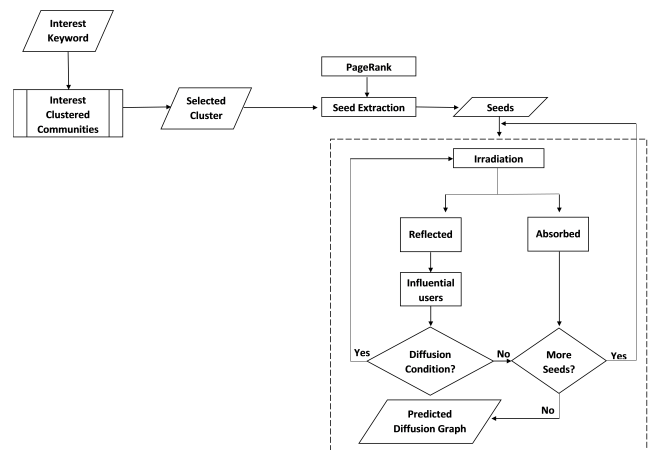 Interest
Keyword
PageRank
Interest
Clustered
Communities
Selected
Cluster
Seed Extraction
Seeds
Irradiation
Reflected
Absorbed
Influential
users
Yes
Diffusion
Condition?
No
More
Seeds?
Yes
No
Predicted
Diffusion Graph